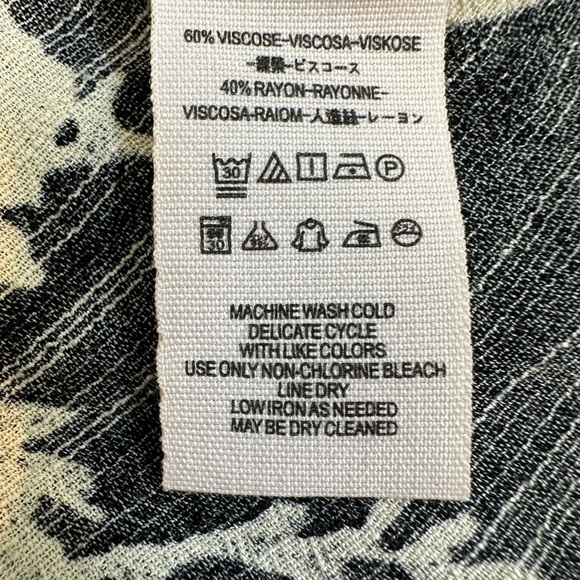 60% VISCOSE-VISCOSA-VISKOSE
-ビスコース
40% RAYON-RAYONNE-
VISCOSA-RAIOM-人造絲-レーヨン
30 P
30
MACHINE WASH COLD
DELICATE CYCLE
WITH LIKE COLORS
USE ONLY NON-CHLORINE BLEACH
LINE DRY
LOW IRON AS NEEDED
MAY BE DRY CLEANED